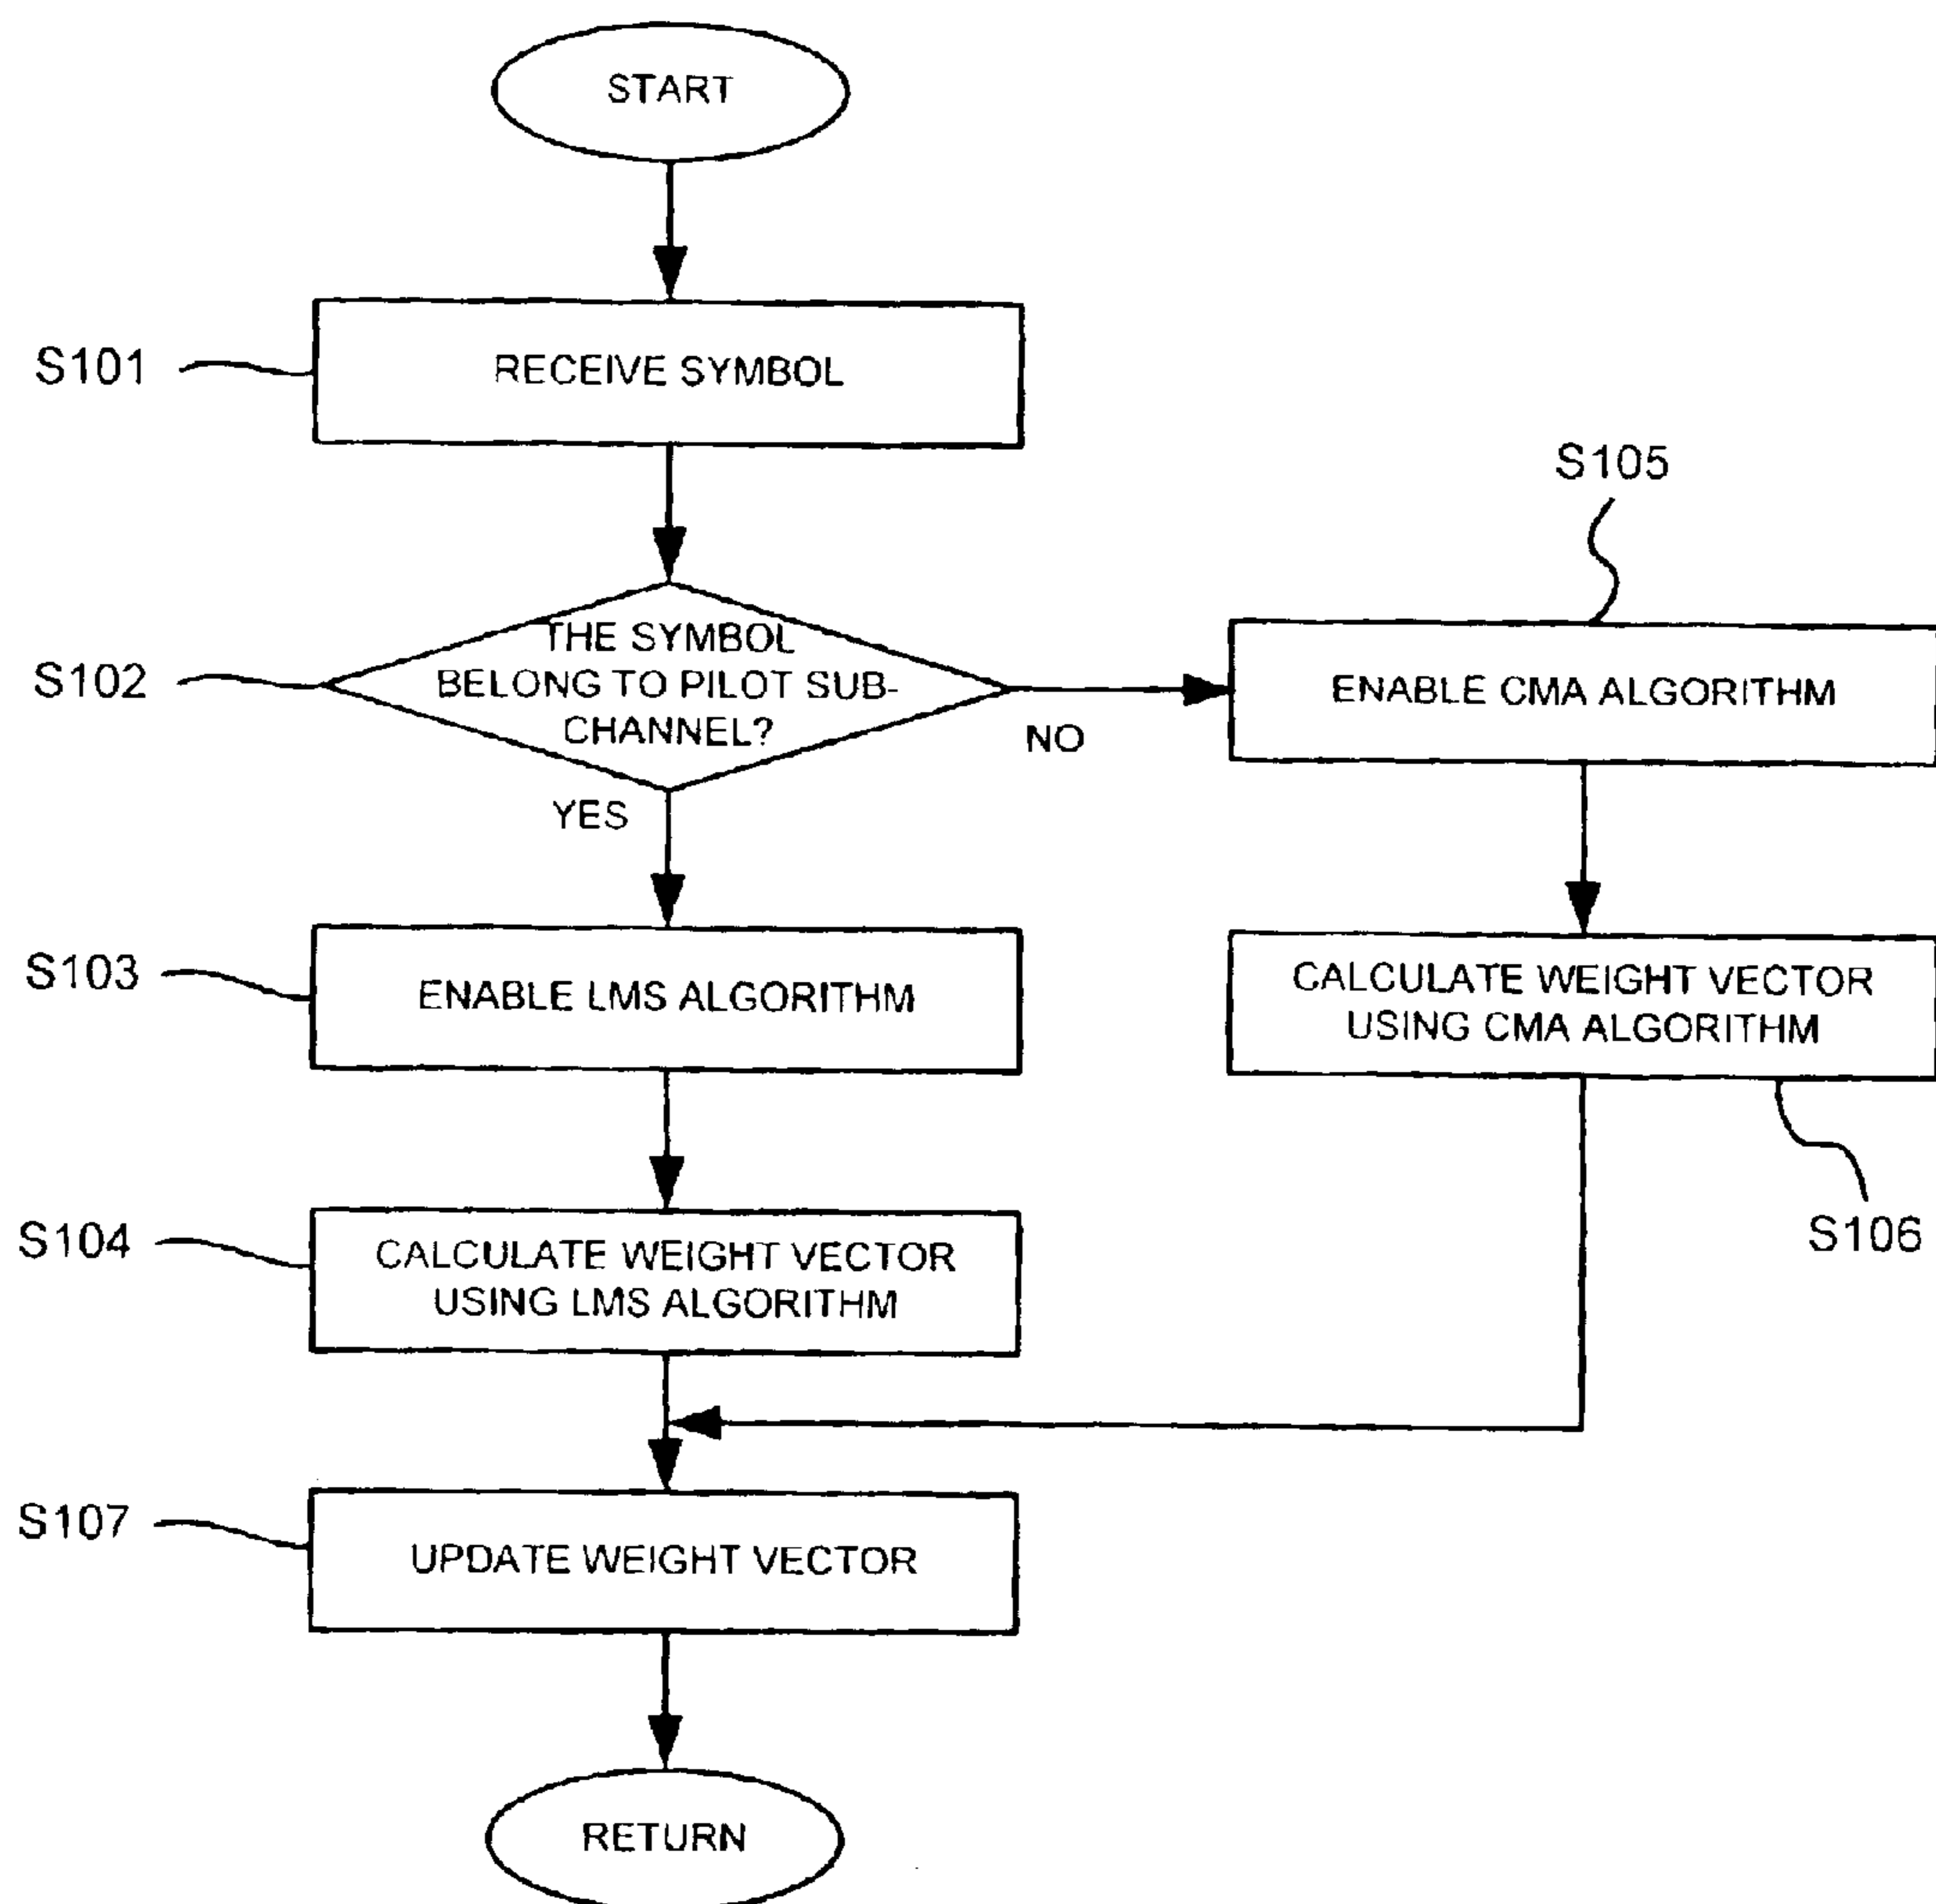 START
S101
RECEIVE SYMBOL
S102
THE SYMBOL
BELONG TO PILOT SUB-
CHANNEL?
NO
YES
S105
ENABLE CMA ALGORITHM
S103
ENABLE LMS ALGORITHM
CALCULATE WEIGHT VECTOR
USING CMA ALGORITHM
S106
S104
CALCULATE WEIGHT VECTOR
USING LMS ALGORITHM
S107
UPDATE WEIGHT VECTOR
RETURN